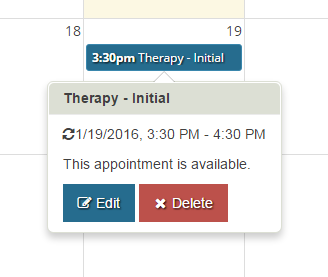 18
19
3:30pm Therapy - Initial
Therapy - Initial
1/19/2016, 3:30 PM - 4:30 PM
This appointment is available.
Edit
Delete